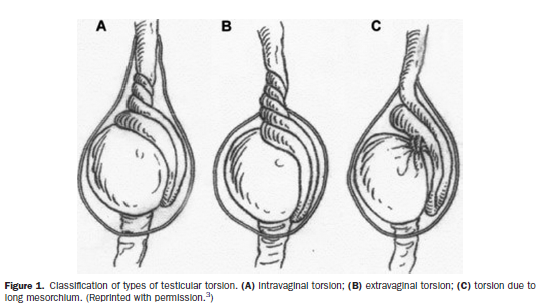 A B C
Figure 1. Classification of types of testicular torsion. (A) Intravaginal torsion; (B) extravaginal torsion; (C) torsion due to
long mesorchium. (Reprinted with permission.3)